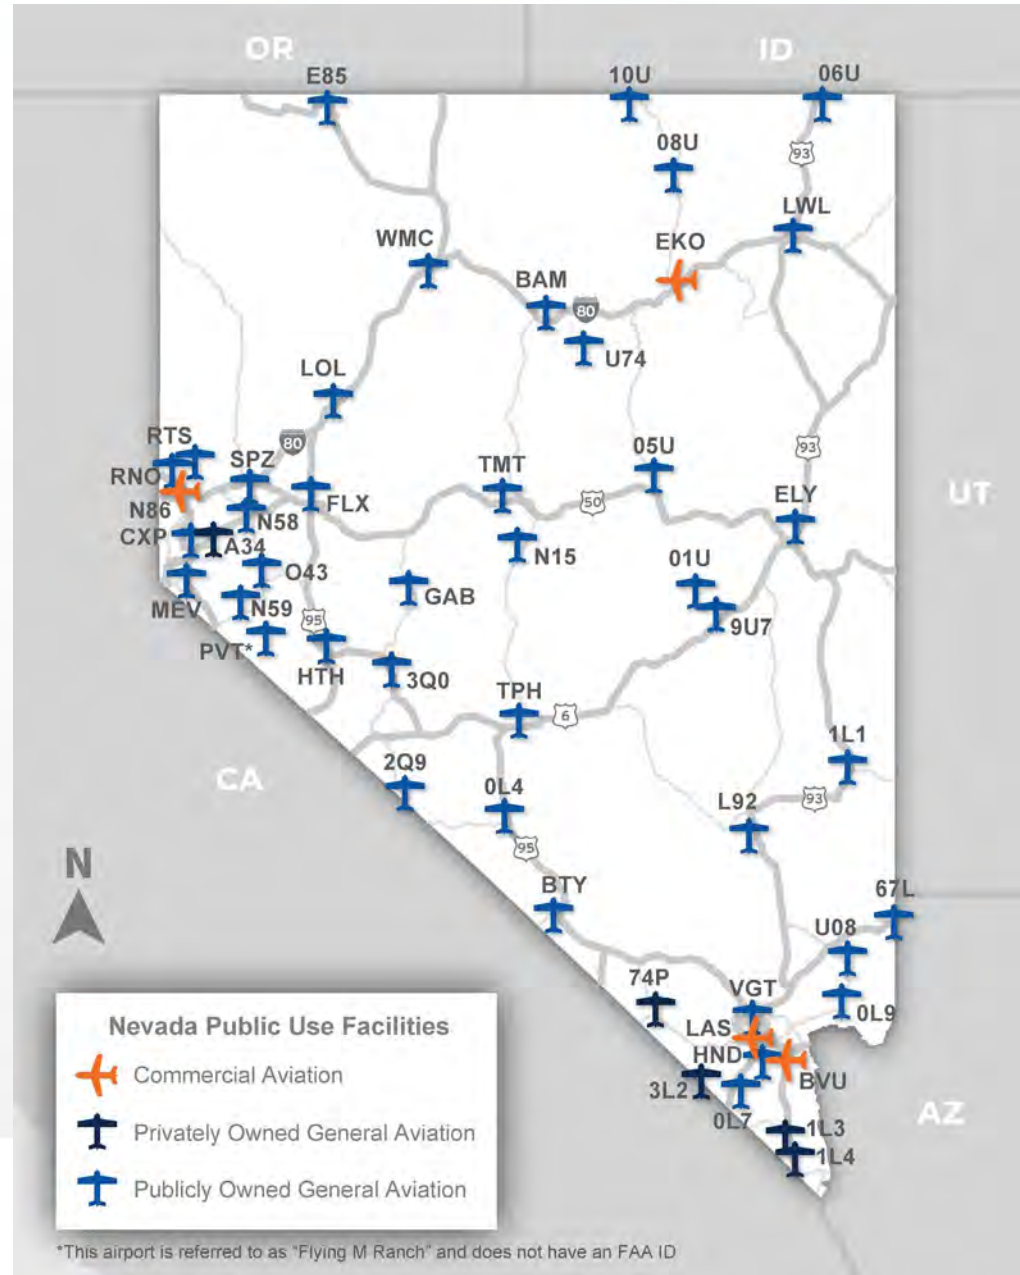 OR
ID
E85
10U
06U
08U
93
LWL
WMC
EKO
BAM
80
U74
LOL
80
RTS
SPZ
RNO
N86
FLX
TMT
05U
93
50
ELY
UT
N58
CXP
A34
N15
O43
01U
MEV
N59
GAB
9U7
95
PVT*
HTH
3Q0
TPH
6
1L1
CA
2Q9
0L4
L92
93
95
N
BTY
67L
U08
74P
VGT
0L9
LAS
HND
BVU
3L2
0L7
1L3
1L4
AZ
Nevada Public Use Facilities
Commercial Aviation
Privately Owned General Aviation
Publicly Owned General Aviation
*This airport is referred to as “Flying M Ranch” and does not have an FAA ID